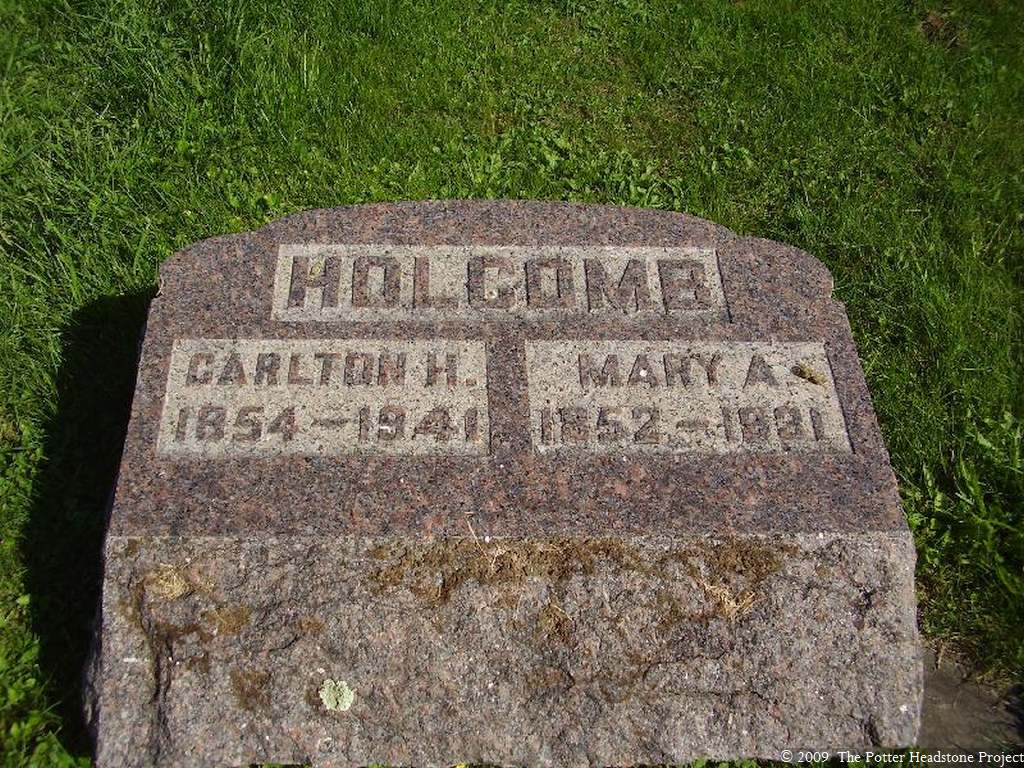 HOLCOMB
CARLTON H.
1854 - 1941
MARY A.
1852 - 1931
© 2009 The Potter Headstone Project